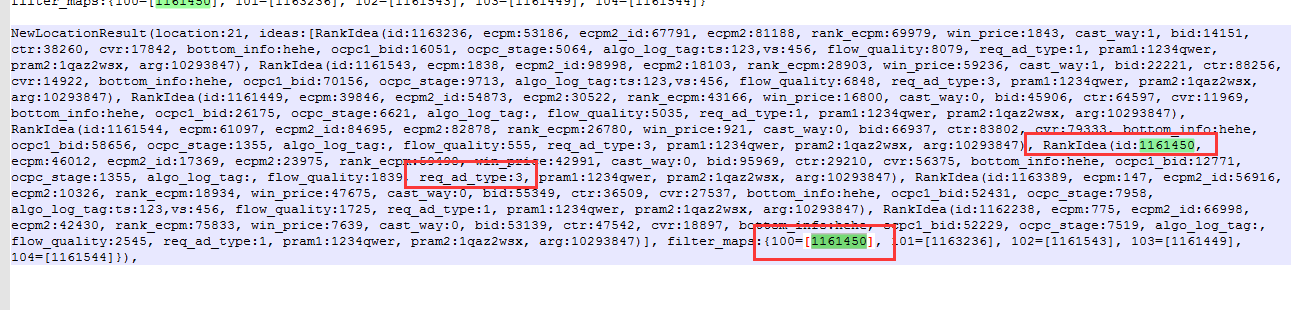 filter_maps:{100=[1161450], 101=[1163236], 102=[1161543], 103=[1161449], 104=[1161544]}
NewLocationResult(location:21, ideas:[RankIdea(id:1163236, ecpm:53186, ecpm2_id:67791, ecpm2:81188, rank_ecpm:69979, win_price:1843, cast_way:1, bid:14151,
ctr:38260, cvr:17842, bottom_info:hehe, ocpc1_bid:16051, ocpc_stage:5064, algo_log_tag:ts:123,vs:456, flow_quality:8079, req_ad_type:1, pram1:1234qwer,
pram2:1qaz2wsx, arg:10293847), RankIdea(id:1161543, ecpm:1838, ecpm2_id:98998, ecpm2:18103, rank_ecpm:28903, win_price:59236, cast_way:1, bid:22221, ctr:88256,
cvr:14922, bottom_info:hehe, ocpc1_bid:70156, ocpc_stage:9713, algo_log_tag:ts:123,vs:456, flow_quality:6848, req_ad_type:3, pram1:1234qwer, pram2:1qaz2wsx,
arg:10293847), RankIdea(id:1161449, ecpm:39846, ecpm2_id:54873, ecpm2:30522, rank_ecpm:43166, win_price:16800, cast_way:0, bid:45906, ctr:64597, cvr:11969,
bottom_info:hehe, ocpc1_bid:26175, ocpc_stage:6621, algo_log_tag:, flow_quality:5035, req_ad_type:1, pram1:1234qwer, pram2:1qaz2wsx, arg:10293847),
RankIdea(id:1161544, ecpm:61097, ecpm2_id:84695, ecpm2:82878, rank_ecpm:26780, win_price:921, cast_way:0, bid:66937, ctr:83802, cvr:79333, bottom_info:hehe,
ocpc1_bid:58656, ocpc_stage:1355, algo_log_tag:, flow_quality:555, req_ad_type:3, pram1:1234qwer, pram2:1qaz2wsx, arg:10293847), RankIdea(id:1161450,
ecpm:46012, ecpm2_id:17369, ecpm2:23975, rank_ecpm:59498, win_price:42991, cast_way:0, bid:95969, ctr:29210, cvr:56375, bottom_info:hehe, ocpc1_bid:12771,
ocpc_stage:1355, algo_log_tag:, flow_quality:1839, req_ad_type:3, pram1:1234qwer, pram2:1qaz2wsx, arg:10293847), RankIdea(id:1163389, ecpm:147, ecpm2_id:56916,
ecpm2:10326, rank_ecpm:18934, win_price:47675, cast_way:0, bid:55349, ctr:36509, cvr:27537, bottom_info:hehe, ocpc1_bid:52431, ocpc_stage:7958,
algo_log_tag:ts:123,vs:456, flow_quality:1725, req_ad_type:1, pram1:1234qwer, pram2:1qaz2wsx, arg:10293847), RankIdea(id:1162238, ecpm:775, ecpm2_id:66998,
ecpm2:42430, rank_ecpm:75833, win_price:7639, cast_way:0, bid:53139, ctr:47542, cvr:18897, bottom_info:hehe, ocpc1_bid:52229, ocpc_stage:7519, algo_log_tag:,
flow_quality:2545, req_ad_type:1, pram1:1234qwer, pram2:1qaz2wsx, arg:10293847)], filter_maps:{100=[1161450], 101=[1163236], 102=[1161543], 103=[1161449],
104=[1161544]}),